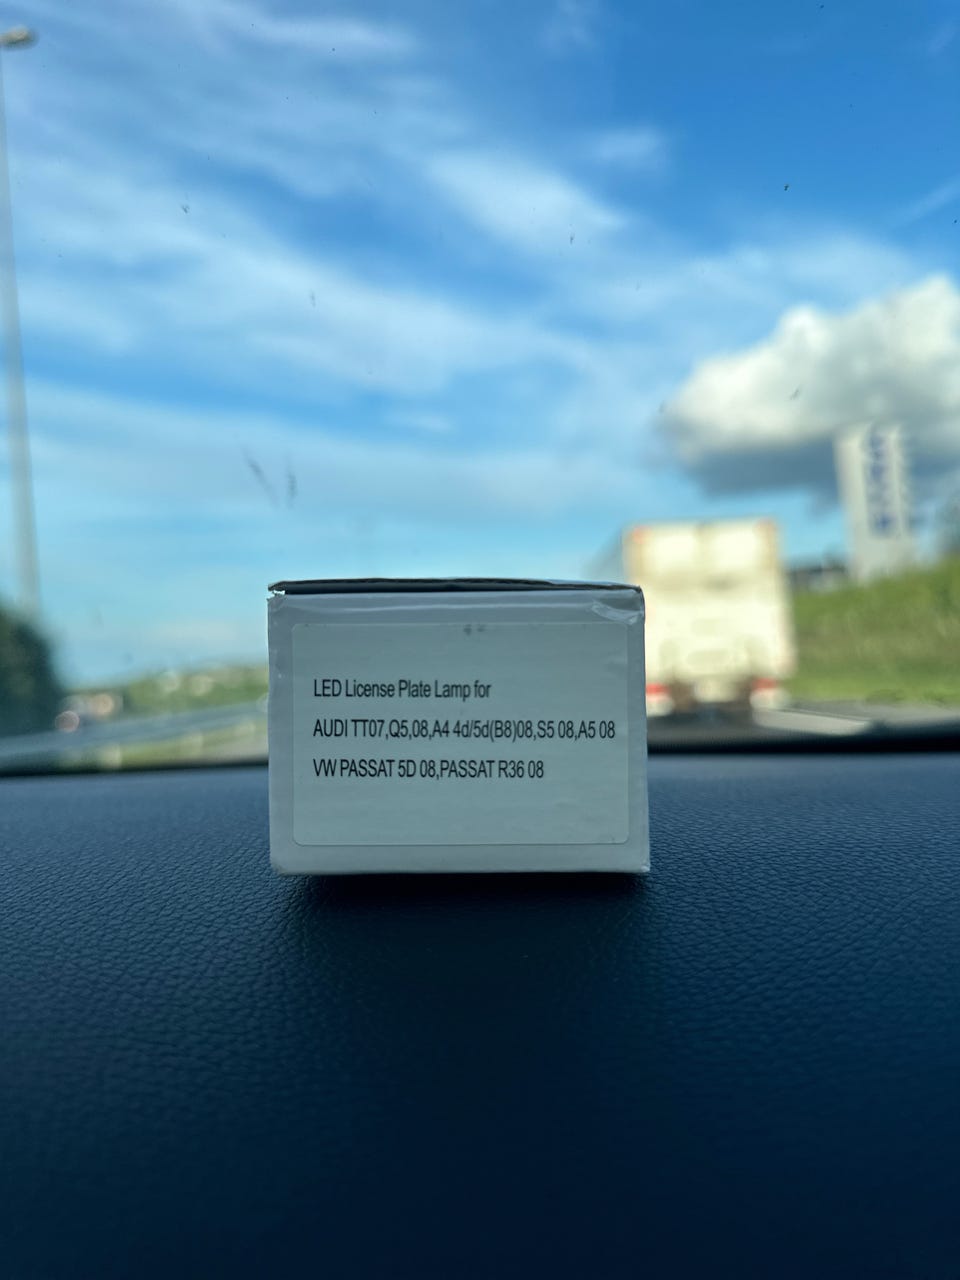 LED License Plate Lamp for
AUDI TT07,Q5,08,A4 4d/5d(B8)08,S5 08,A5 08
VW PASSAT 5D 08,PASSAT R36 08